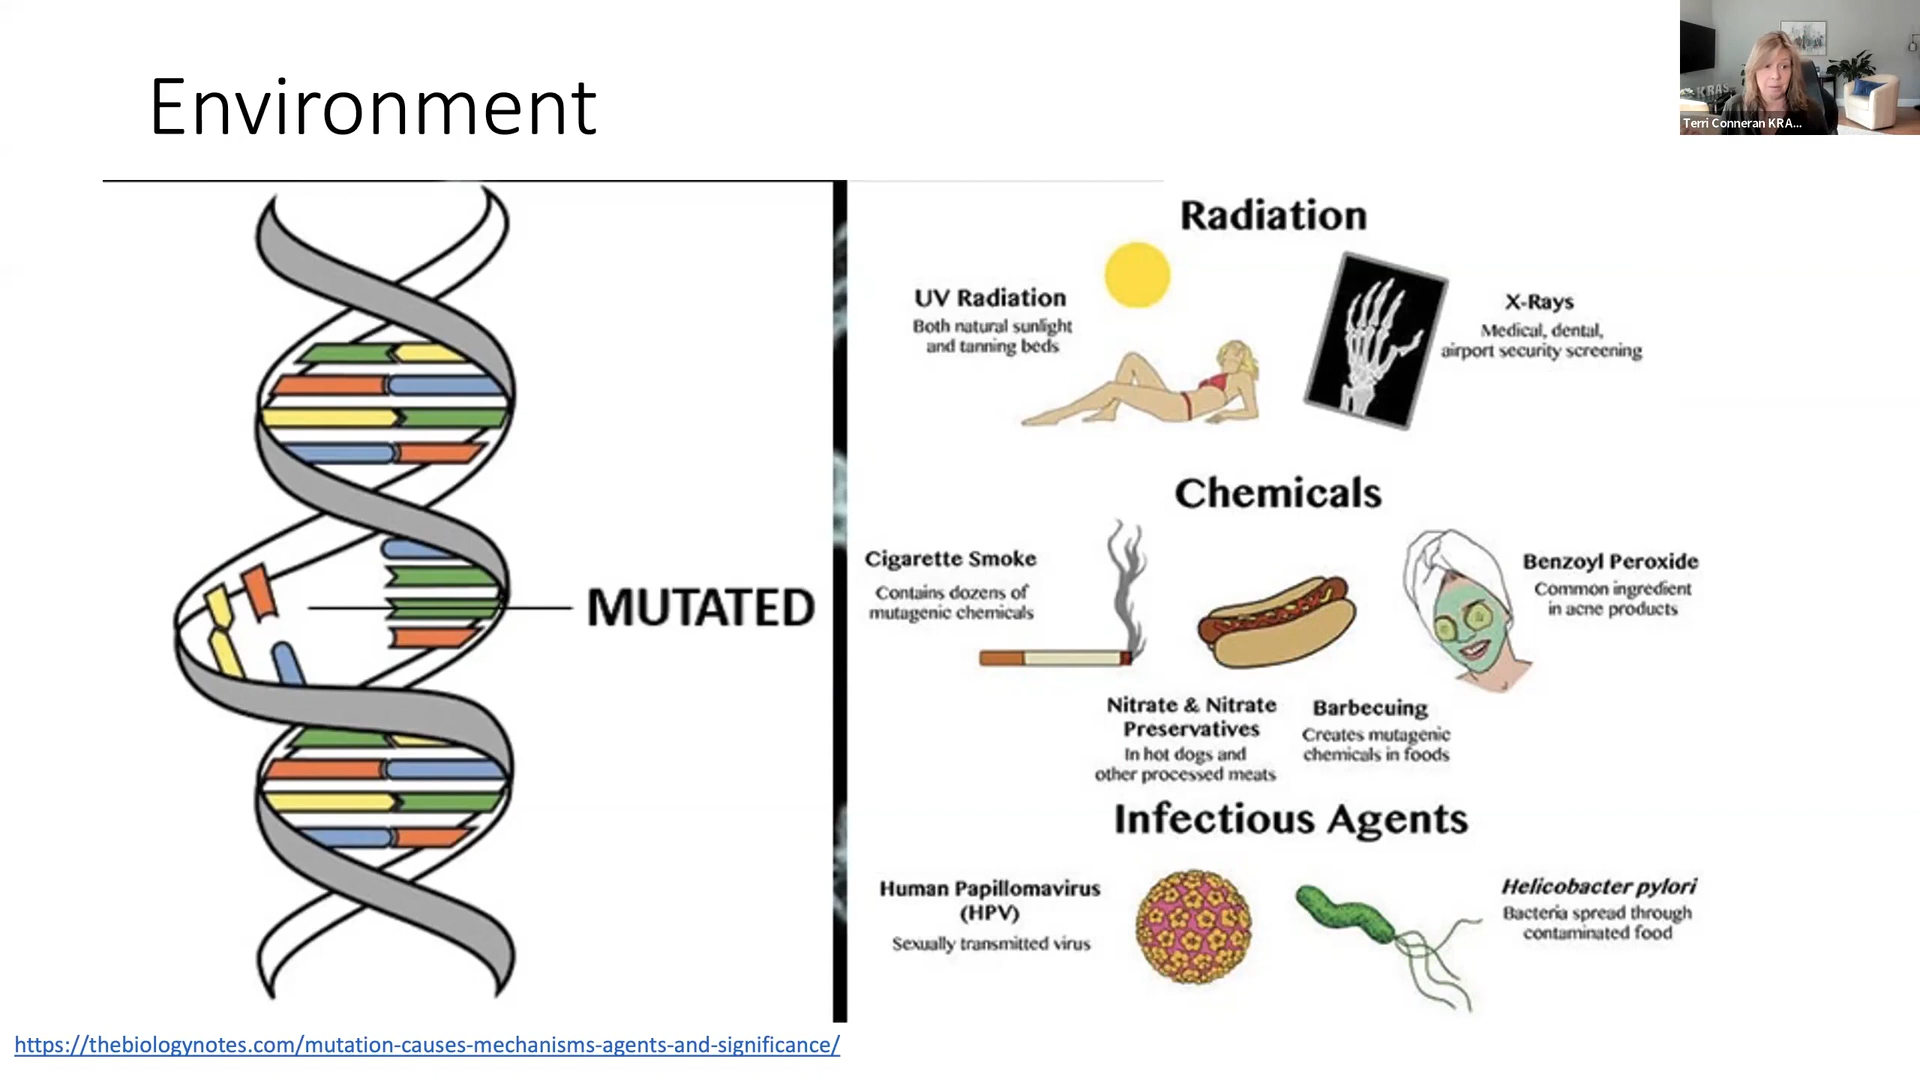 Environment
Terri Conneran KRA...
KRAS
MUTATED
Radiation
UV Radiation
Both natural sunlight
and tanning beds
X-Rays
Medical, dental,
airport security screening
Chemicals
Cigarette Smoke
Contains dozens of
mutagenic chemicals
Benzoyl Peroxide
Common ingredient
in acne products
Nitrate & Nitrate
Preservatives
In hot dogs and
other processed meats
Barbecuing
Creates mutagenic
chemicals in foods
Infectious Agents
Human Papillomavirus
(HPV)
Sexually transmitted virus
Helicobacter pylori
Bacteria spread through
contaminated food
https://thebiologynotes.com/mutation-causes-mechanisms-agents-and-significance/